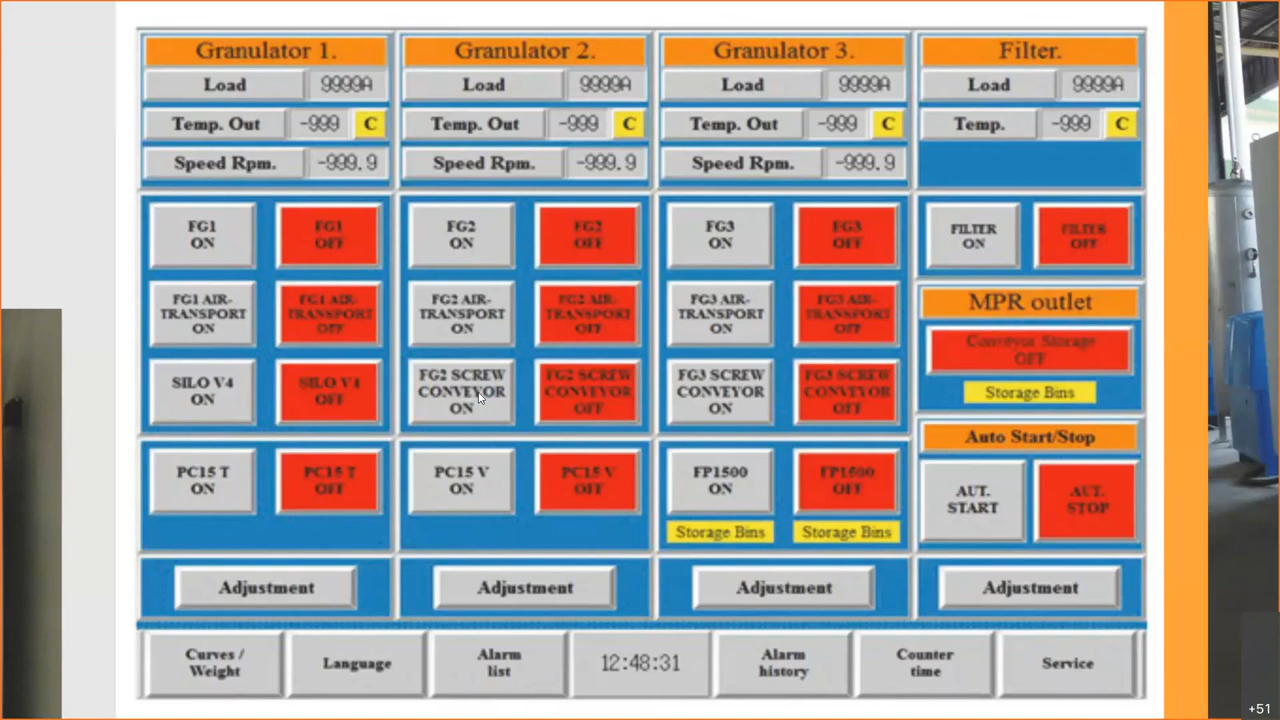 Granulator 1.
Load 9999A
Temp. Out -999 C
Speed Rpm. -999.9
FG1
ON
FG1
OFF
FG1 AIR-
TRANSPORT
ON
FG1 AIR-
TRANSPORT
OFF
SILO V4
ON
SILO V4
OFF
PC15 T
ON
PC15 T
OFF
Adjustment
Granulator 2.
Load 9999A
Temp. Out -999 C
Speed Rpm. -999.9
FG2
ON
FG2
OFF
FG2 AIR-
TRANSPORT
ON
FG2 AIR-
TRANSPORT
OFF
FG2 SCREW
CONVEYOR
ON
FG2 SCREW
CONVEYOR
OFF
PC15 V
ON
PC15 V
OFF
Adjustment
Granulator 3.
Load 9999A
Temp. Out -999 C
Speed Rpm. -999.9
FG3
ON
FG3
OFF
FG3 AIR-
TRANSPORT
ON
FG3 AIR-
TRANSPORT
OFF
FG3 SCREW
CONVEYOR
ON
FG3 SCREW
CONVEYOR
OFF
FP1500
ON
FP1500
OFF
Storage Bins
Storage Bins
Adjustment
Filter.
Load 9999A
Temp. -999 C
FILTER
ON
FILTER
OFF
MPR outlet
Conveyor Storage
OFF
Storage Bins
Auto Start/Stop
AUT.
START
AUT.
STOP
Adjustment
Curves /
Weight
Language
Alarm
list
12:48:31
Alarm
history
Counter
time
Service
+51